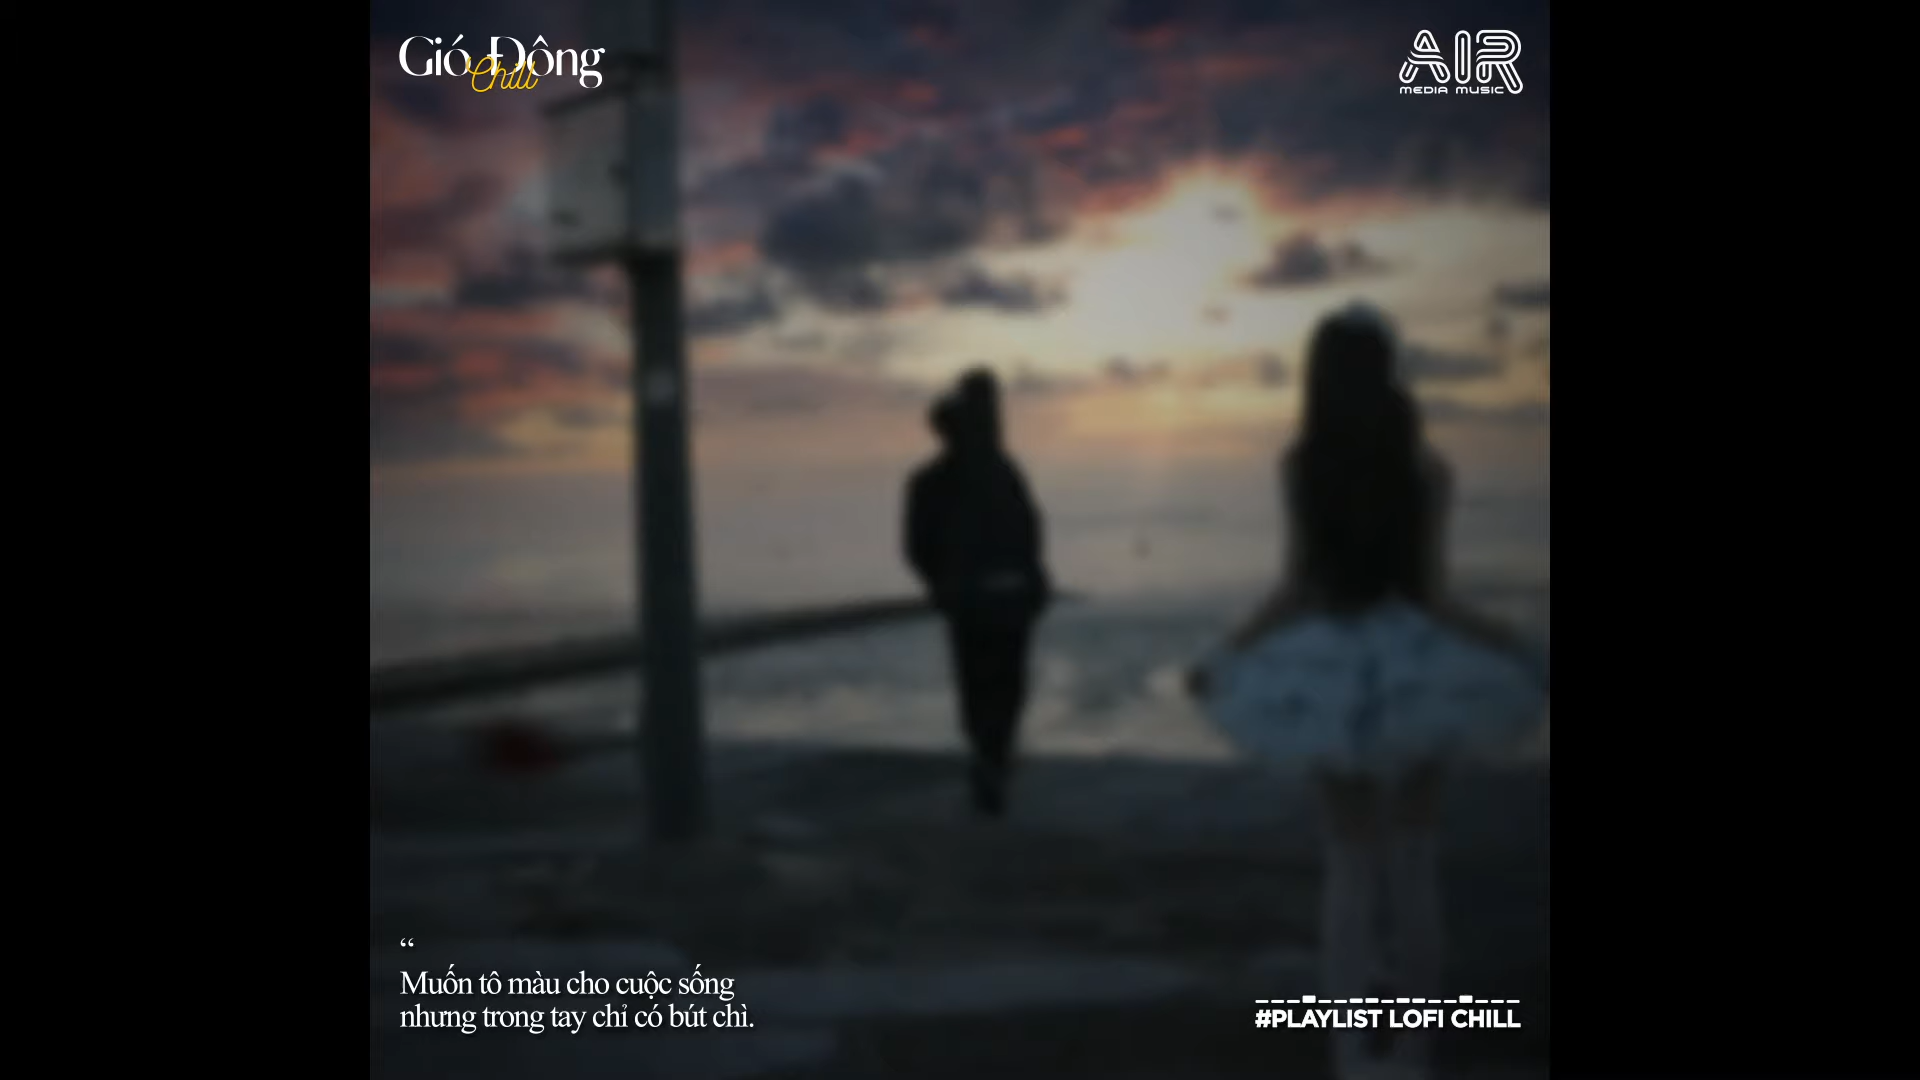 Gió Đông
Chill
AIR
MEDIA MUSIC
“
Muốn tô màu cho cuộc sống
nhưng trong tay chỉ có bút chì.
#PLAYLIST LOFI CHILL